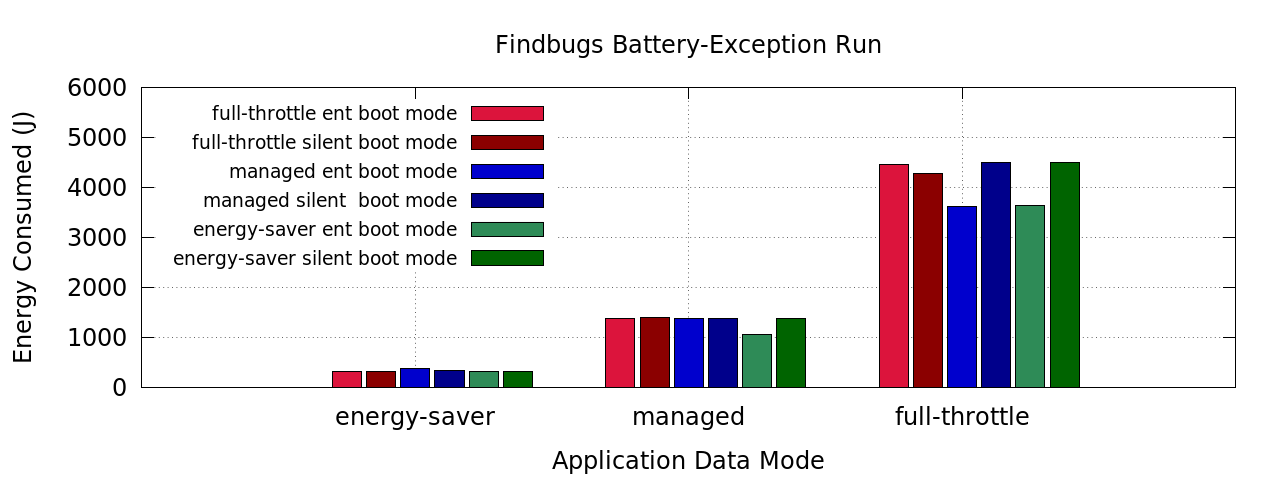 Findbugs Battery-Exception Run
Energy Consumed (J)
6000
5000
4000
3000
2000
1000
0
full-throttle ent boot mode
full-throttle silent boot mode
managed ent boot mode
managed silent  boot mode
energy-saver ent boot mode
energy-saver silent boot mode
energy-saver managed full-throttle
Application Data Mode